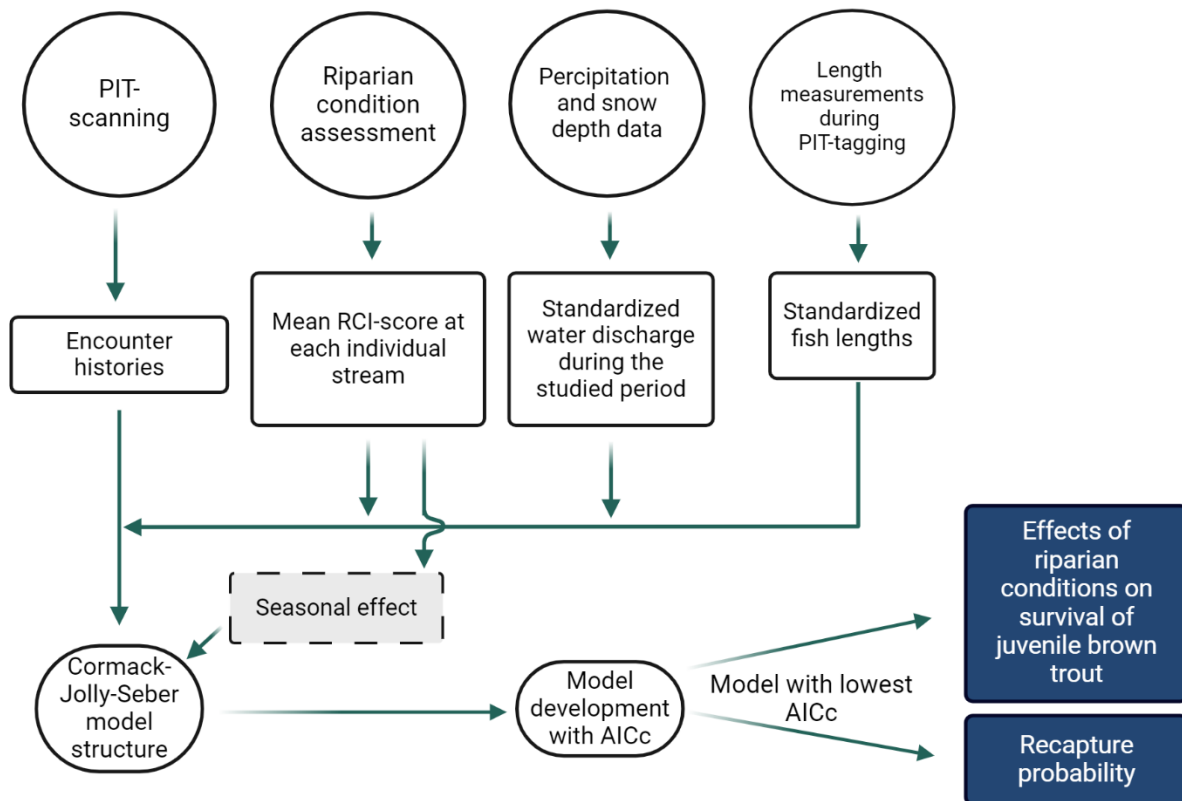 PIT-
scanning
Riparian
condition
assessment
Percipitation
and snow
depth data
Length
measurements
during
PIT-tagging
Encounter
histories
Mean RCI-score at
each individual
stream
Standardized
water discharge
during the
studied period
Standardized
fish lengths
Seasonal effect
Cormack-
Jolly-Seber
model
structure
Model
development
with AICc
Model with lowest
AICc
Effects of
riparian
conditions on
survival of
juvenile brown
trout
Recapture
probability